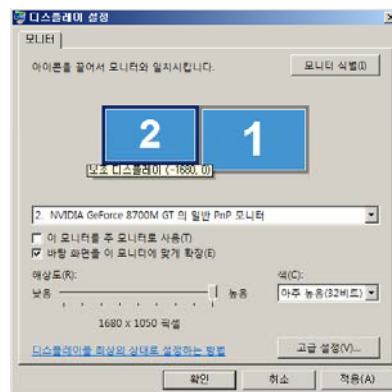 디스플레이 설정
모니터
아이콘을 끌어서 모니터와 일치시킵니다.
모니터 식별(I)
2
1
보조 디스플레이 (-1680, 0)
2. NVIDIA GeForce 8700M GT 의 일반 PnP 모니터
이 모니터를 주 모니터로 사용(T)
바탕 화면을 이 모니터에 맞게 확장(E)
해상도(R):
색(C):
낮음
높음
아주 높음(32비트)
1680 x 1050 픽셀
디스플레이를 최상의 상태로 설정하는 방법
고급 설정(V)...
확인
취소
적용(A)